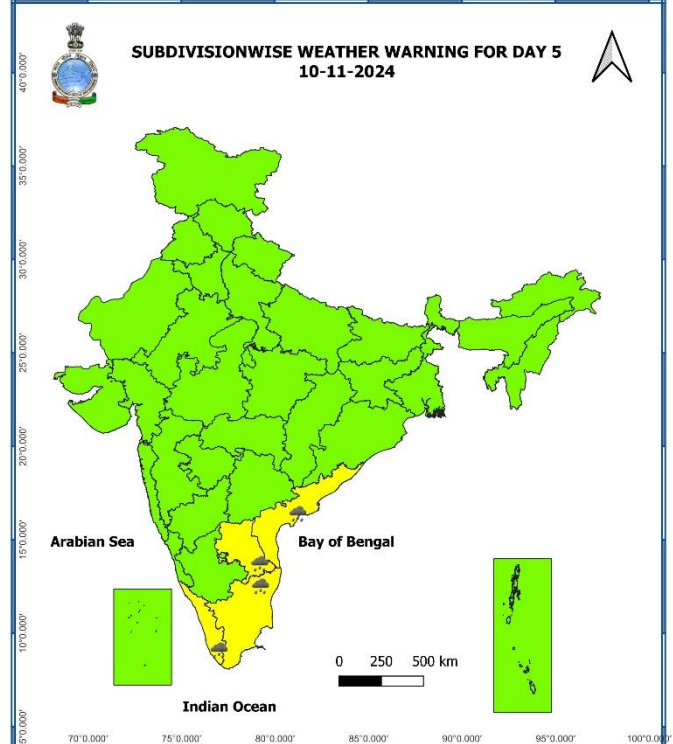 SUBDIVISIONWISE WEATHER WARNING FOR DAY 5
10-11-2024
40°0.000'
35°0.000'
30°0.000'
25°0.000'
20°0.000'
15°0.000'
10°0.000'
5°0.000'
Arabian Sea
Bay of Bengal
0 250 500 km
Indian Ocean
70°0.000' 75°0.000' 80°0.000' 85°0.000' 90°0.000' 95°0.000' 100°0.000'